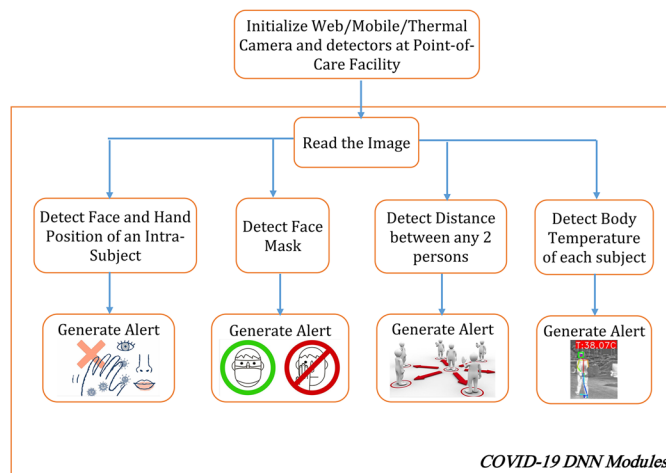 Initialize Web/Mobile/Thermal
Camera and detectors at Point-of-
Care Facility
Read the Image
Detect Face and Hand
Position of an Intra-
Subject
Detect Face
Mask
Detect Distance
between any 2
persons
Detect Body
Temperature
of each subject
Generate Alert
Generate Alert
Generate Alert
Generate Alert
T:38.07C
COVID-19 DNN Modules